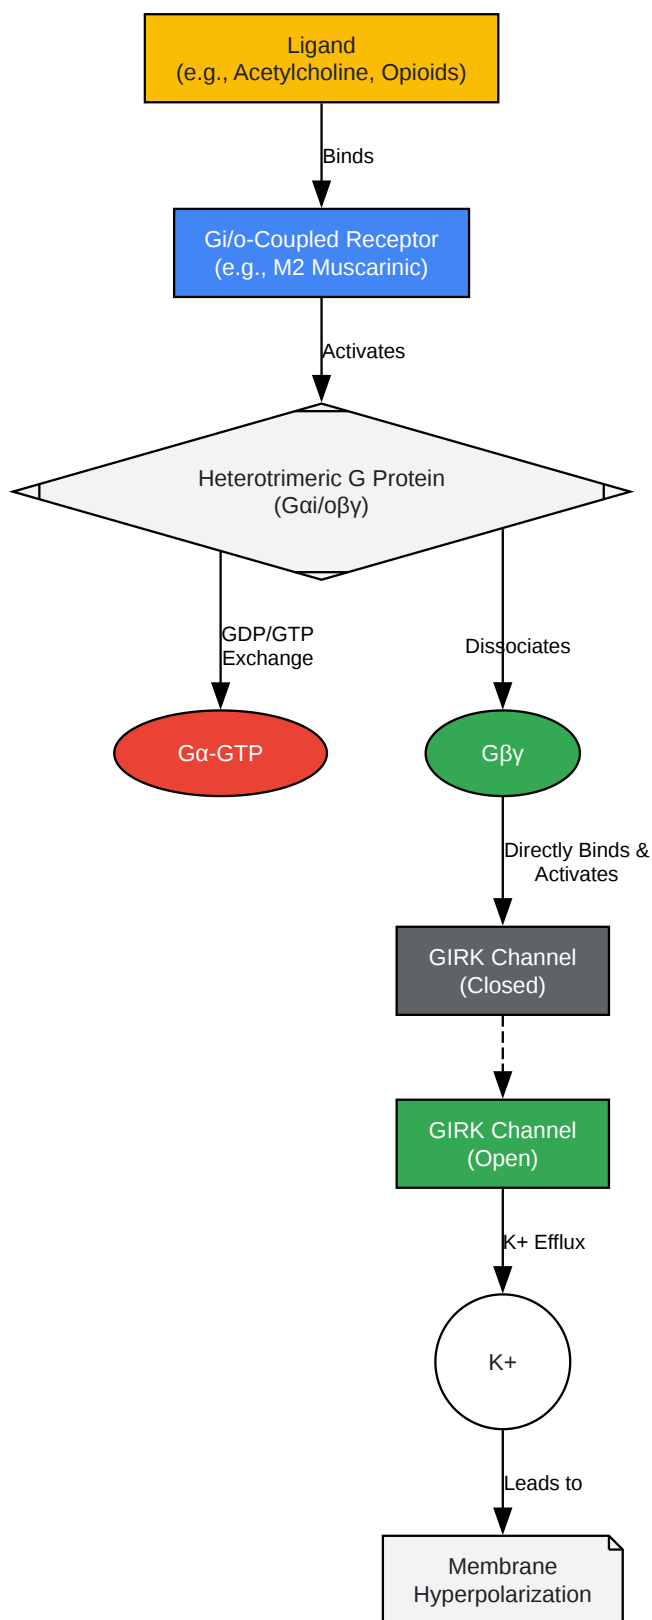 Ligand
(e.g., Acetylcholine, Opioids)
Binds
Gi/o-Coupled Receptor
(e.g., M2 Muscarinic)
Activates
Heterotrimeric G Protein
(Gαi/oβγ)
GDP/GTP
Exchange
Dissociates
Gα-GTP
Gβγ
Directly Binds &
Activates
GIRK Channel
(Closed)
GIRK Channel
(Open)
K+ Efflux
K+
Leads to
Membrane
Hyperpolarization